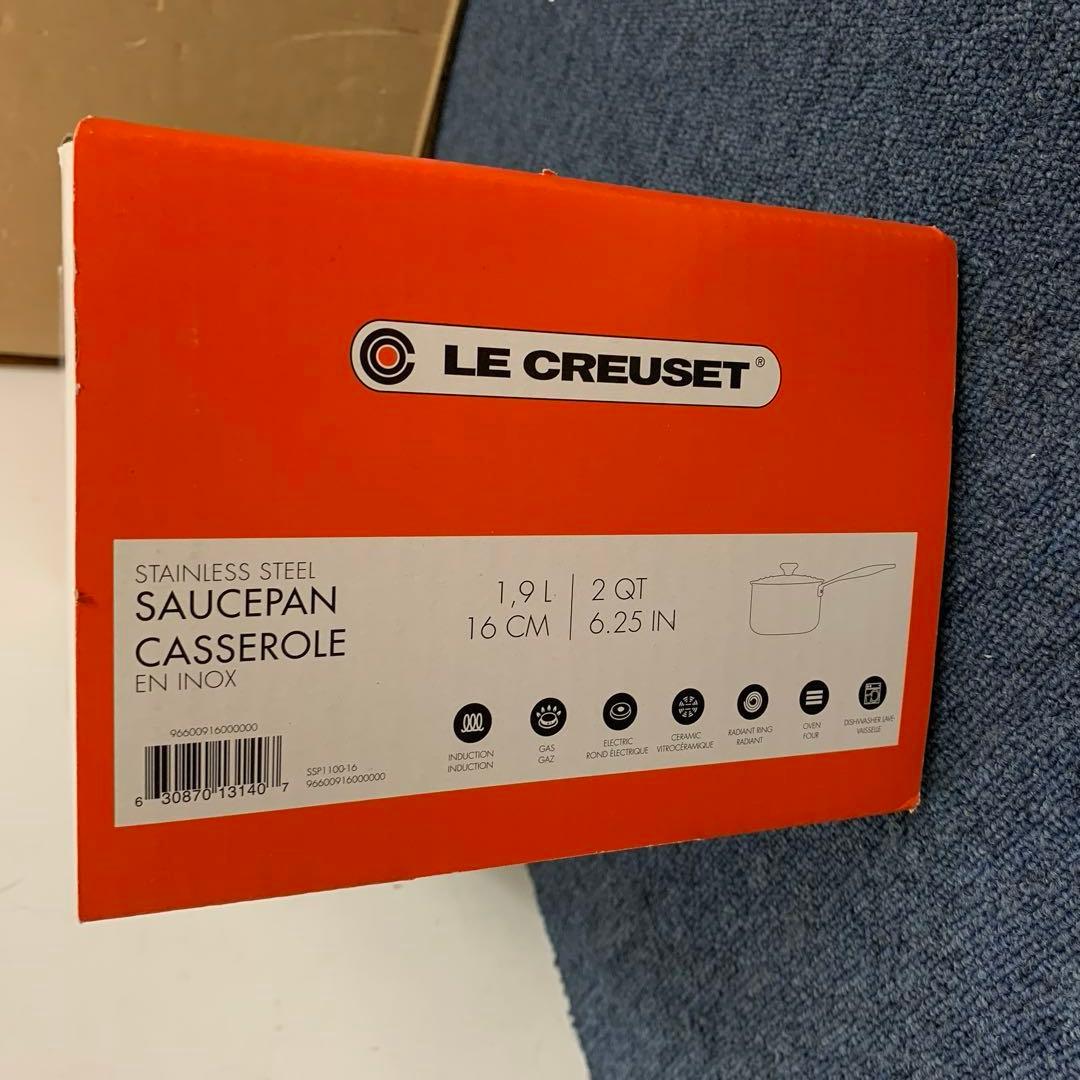 LE CREUSET®
STAINLESS STEEL
SAUCEPAN
CASSEROLE
EN INOX
1,9 L | 2 QT
16 CM | 6.25 IN
INDUCTION
INDUCTION
GAS
GAZ
ELECTRIC
ROND ÉLECTRIQUE
CERAMIC
VITROCÉRAMIQUE
RADIANT RING
RADIANT
OVEN
FOUR
DISHWASHER LAVE-
VAISSELLE
96600916000000
6 30870 13140 7
SSP1100-16
96600916000000